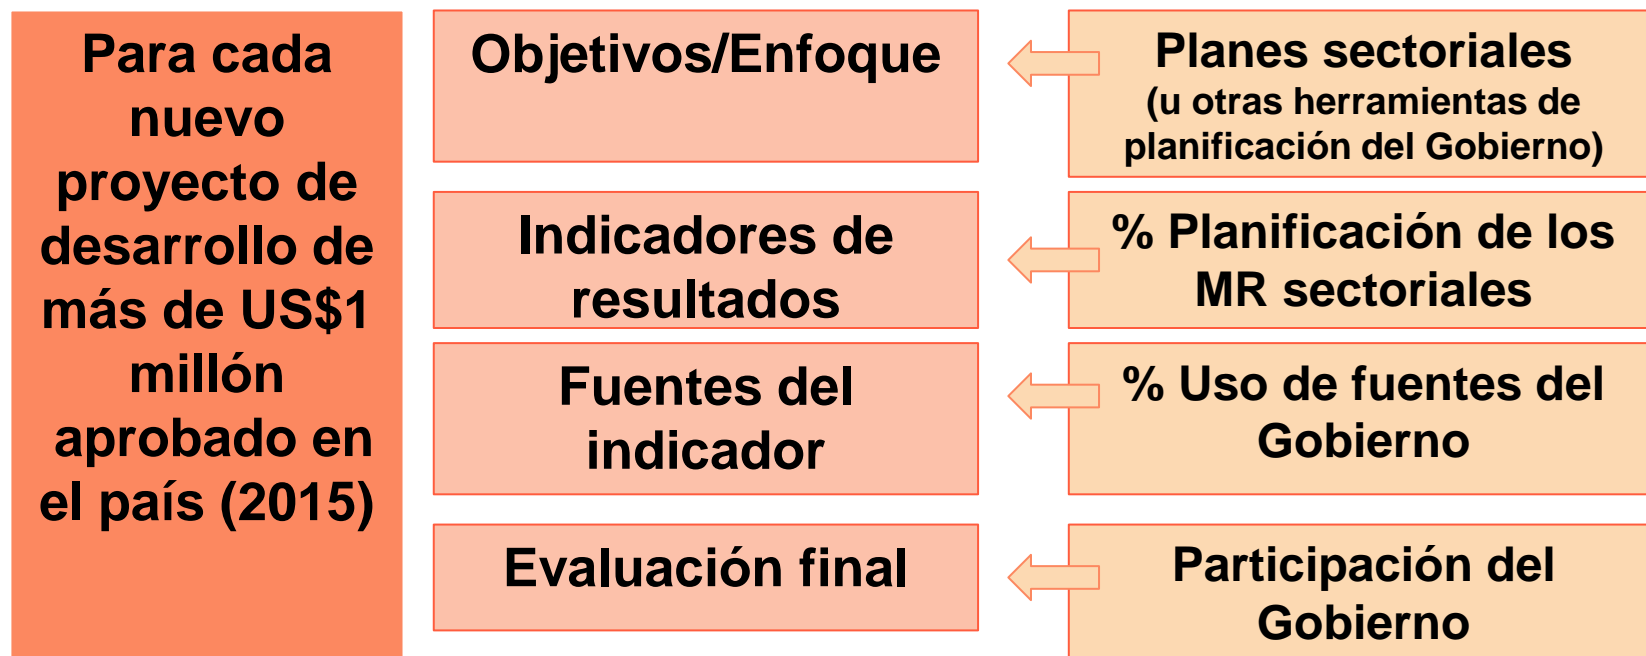 Para cada
nuevo
proyecto de
desarrollo de
más de US$1
millón
aprobado en
el país (2015)
Objetivos/Enfoque
Planes sectoriales
(u otras herramientas de
planificación del Gobierno)
Indicadores de
resultados
% Planificación de los
MR sectoriales
Fuentes del
indicador
% Uso de fuentes del
Gobierno
Evaluación final
Participación del
Gobierno